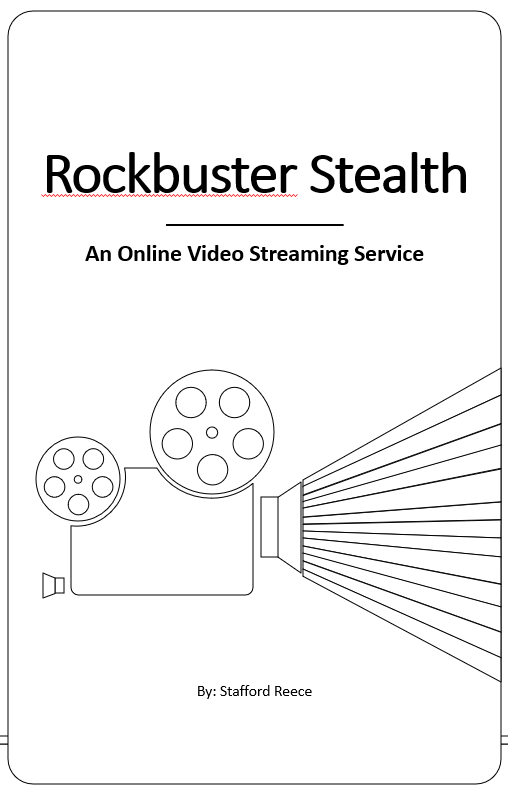 Rockbuster Stealth
An Online Video Streaming Service
By: Stafford Reece